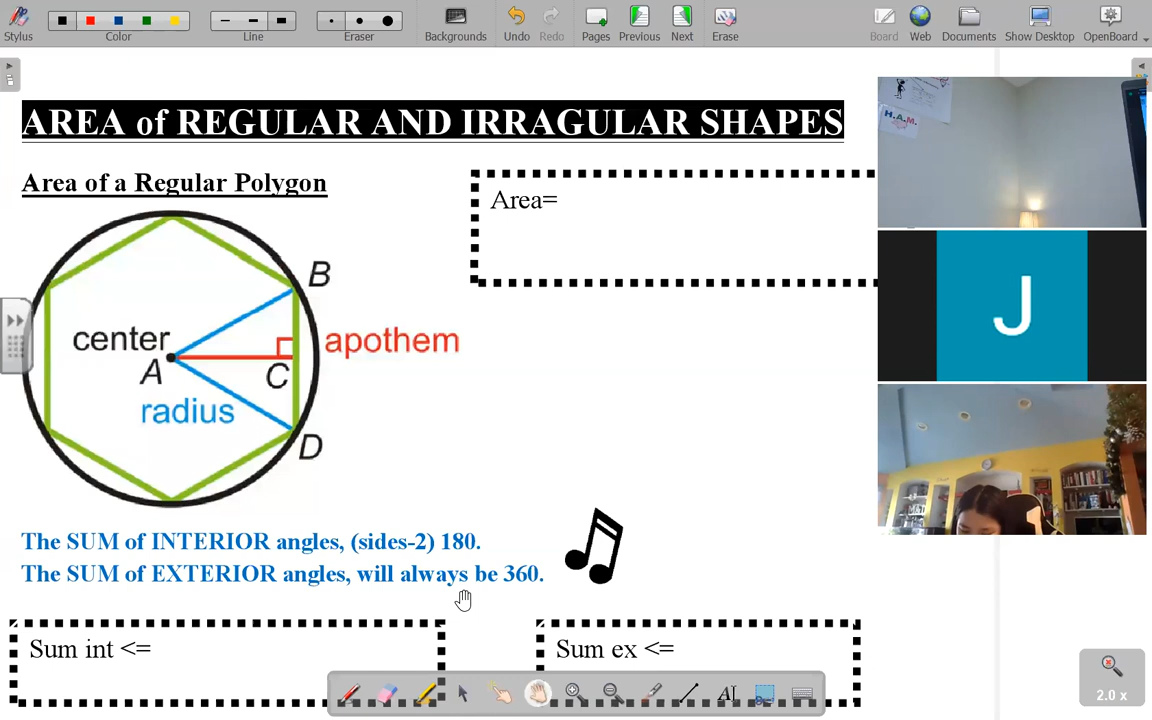 Stylus
Color
Line
Eraser
Backgrounds
Undo
Redo
Pages
Previous
Next
Erase
Board
Web
Documents
Show Desktop
OpenBoard
AREA of REGULAR AND IRRAGULAR SHAPES
Area of a Regular Polygon
Area=
B
center
apothem
A
C
radius
D
The SUM of INTERIOR angles, (sides-2) 180.
The SUM of EXTERIOR angles, will always be 360.
Sum int <=
Sum ex <=
H.A.M.
J
2.0 x